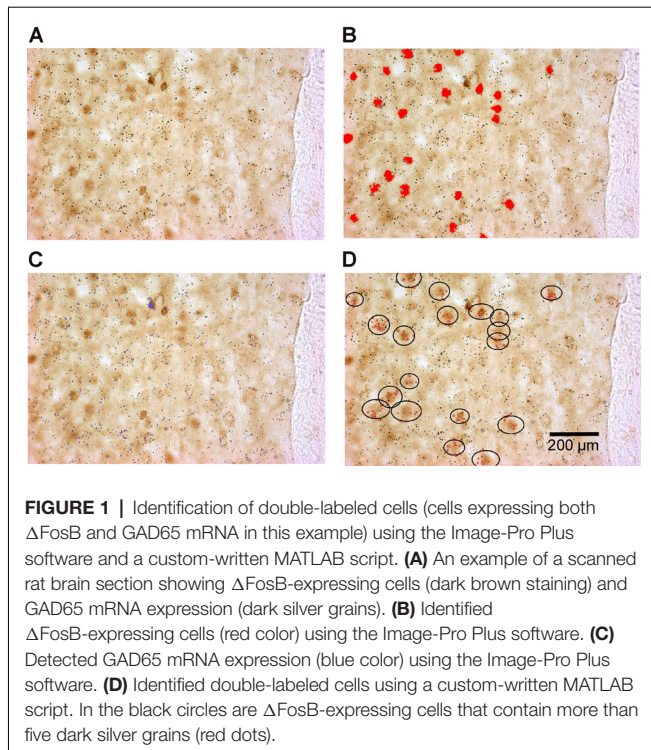 A
B
C
D
200 µm
FIGURE 1 | Identification of double-labeled cells (cells expressing both
ΔFosB and GAD65 mRNA in this example) using the Image-Pro Plus
software and a custom-written MATLAB script. (A) An example of a scanned
rat brain section showing ΔFosB-expressing cells (dark brown staining) and
GAD65 mRNA expression (dark silver grains). (B) Identified
ΔFosB-expressing cells (red color) using the Image-Pro Plus software. (C)
Detected GAD65 mRNA expression (blue color) using the Image-Pro Plus
software. (D) Identified double-labeled cells using a custom-written MATLAB
script. In the black circles are ΔFosB-expressing cells that contain more than
five dark silver grains (red dots).